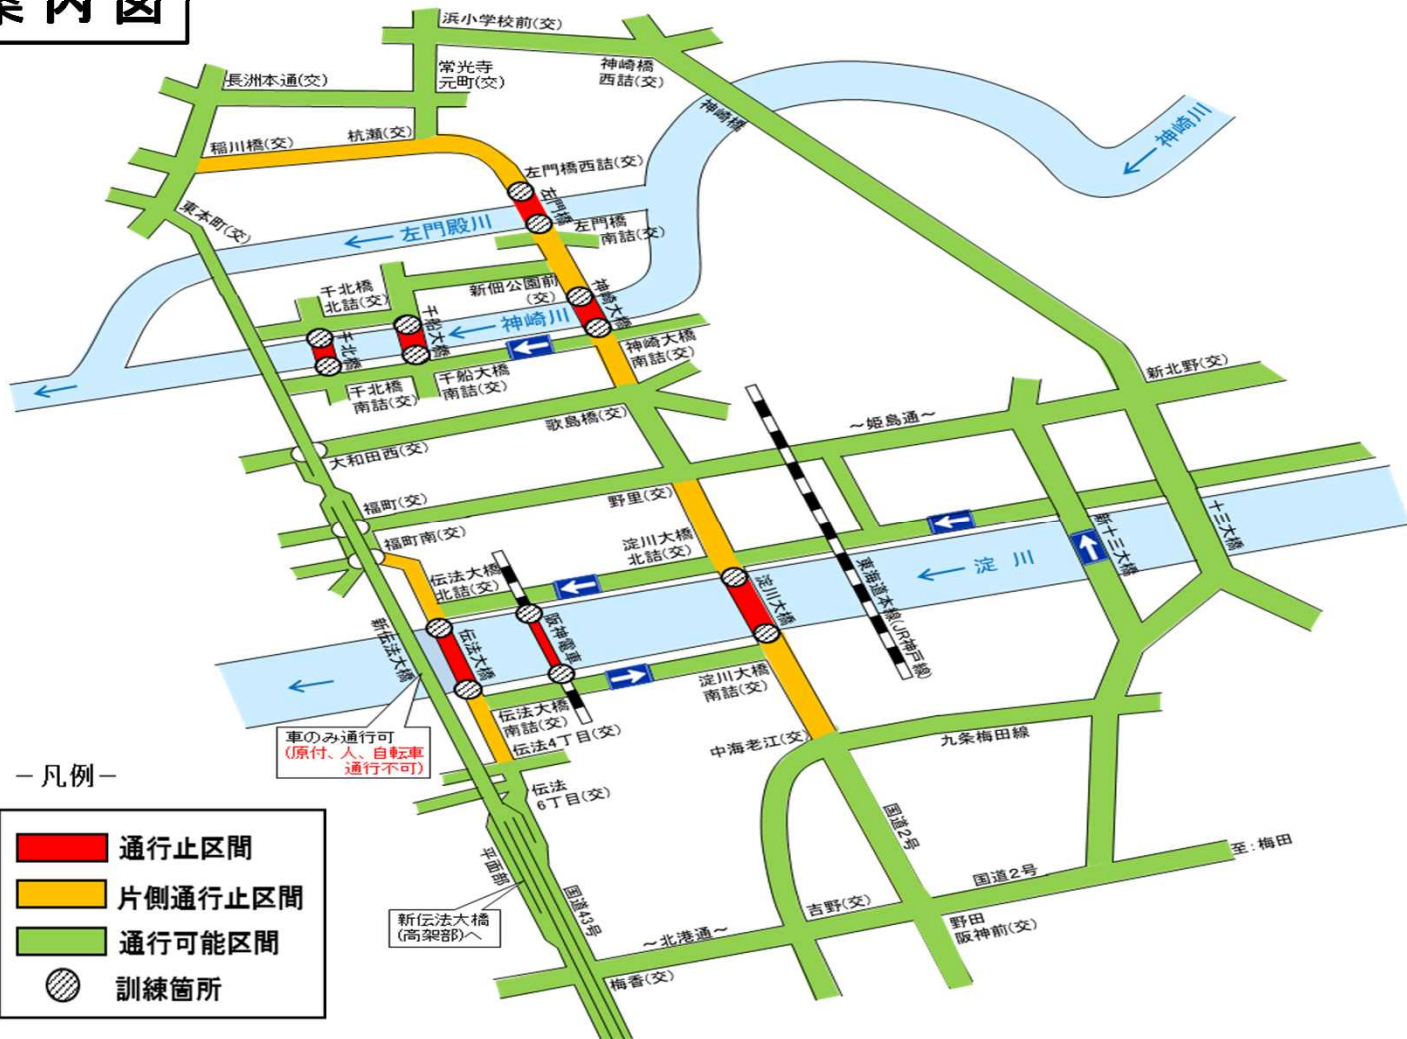 案内図
浜小学校前(交)
常光寺
元町(交)
神崎橋
西詰(交)
長洲本通(交)
神崎橋
←神崎川
稲川橋(交)
杭瀬(交)
左門橋西詰(交)
左門橋
東本町(交)
←左門殿川
左門橋
南詰(交)
千北橋
北詰(交)
新佃公園前
(交)
神崎大橋
千船大橋
←神崎川
千北橋
神崎大橋
南詰(交)
千北橋
南詰(交)
千船大橋
南詰(交)
新北野(交)
歌島橋(交)
～姫島通～
大和田西(交)
福町(交)
野里(交)
福町南(交)
淀川大橋
北詰(交)
新十三大橋
十三大橋
伝法大橋
北詰(交)
淀川大橋
東海道本線(JR神戸線)
←淀川
新伝法大橋
伝法大橋
阪神電車
淀川大橋
南詰(交)
伝法大橋
南詰(交)
車のみ通行可
(原付、人、自転車
通行不可)
伝法4丁目(交)
中海老江(交)
九条梅田線
伝法
6丁目(交)
国道2号
－凡例－
通行止区間
片側通行止区間
通行可能区間
訓練箇所
平面部
国道43号
新伝法大橋
(高架部)へ
国道2号
至：梅田
吉野(交)
野田
阪神前(交)
～北港通～
梅香(交)